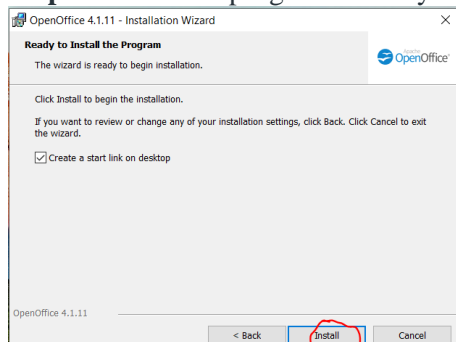 OpenOffice 4.1.11 - Installation Wizard
Ready to Install the Program
The wizard is ready to begin installation.
Apache
OpenOffice
Click Install to begin the installation.
If you want to review or change any of your installation settings, click Back. Click Cancel to exit
the wizard.
Create a start link on desktop
OpenOffice 4.1.11
< Back Install Cancel